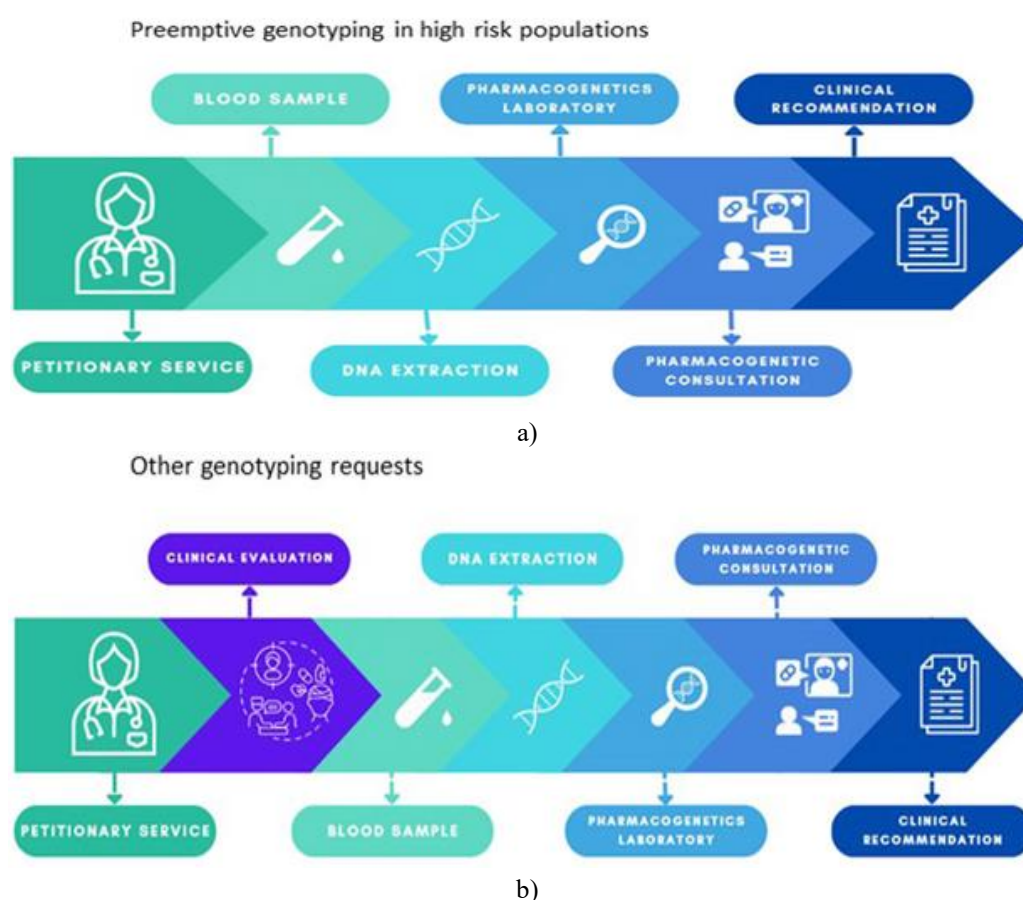 Preemptive genotyping in high risk populations
BLOOD SAMPLE
PHARMACOGENETICS
LABORATORY
CLINICAL
RECOMMENDATION
PETITIONARY SERVICE
DNA EXTRACTION
PHARMACOGENETIC
CONSULTATION
a)
Other genotyping requests
CLINICAL EVALUATION
DNA EXTRACTION
PHARMACOGENETIC
CONSULTATION
PETITIONARY SERVICE
BLOOD SAMPLE
PHARMACOGENETICS
LABORATORY
CLINICAL
RECOMMENDATION
b)